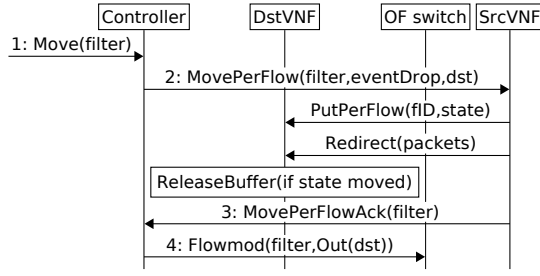 Controller DstVNF OF switch SrcVNF
1: Move(filter)
2: MovePerFlow(filter,eventDrop,dst)
PutPerFlow(fID,state)
Redirect(packets)
ReleaseBuffer(if state moved)
3: MovePerFlowAck(filter)
4: Flowmod(filter,Out(dst))